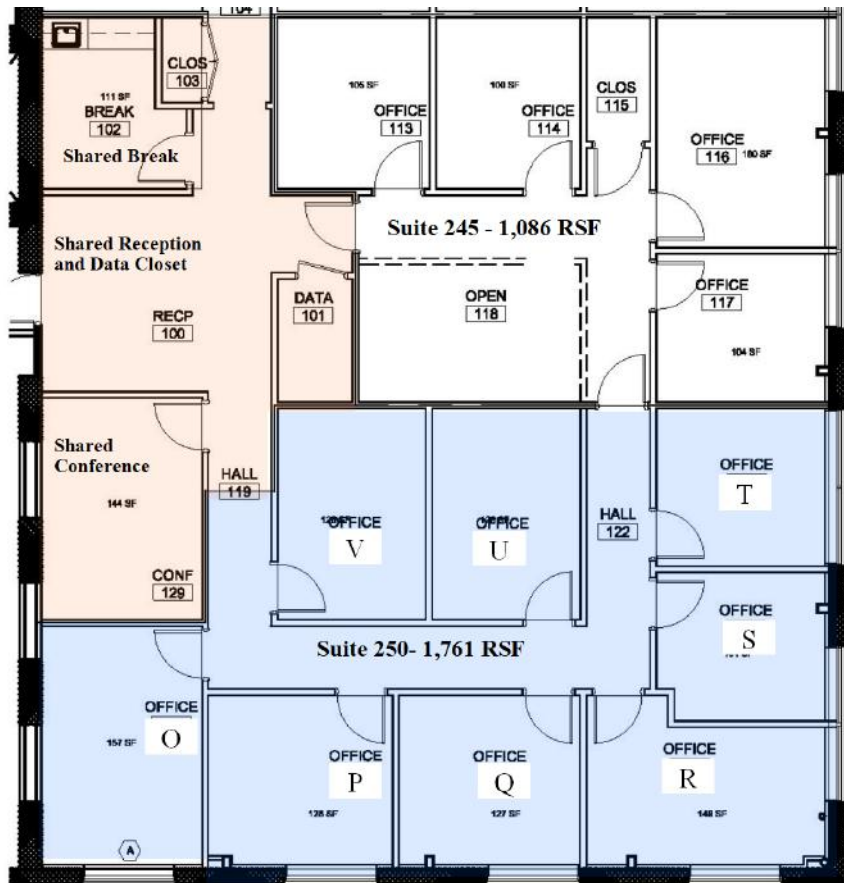 104
CLOS
103
111 SF
BREAK
102
Shared Break
105 SF
OFFICE
113
100 SF
OFFICE
114
CLOS
115
OFFICE
116
180 SF
Suite 245 - 1,086 RSF
Shared Reception
and Data Closet
RECP
100
DATA
101
OPEN
118
OFFICE
117
104 SF
Shared
Conference
144 SF
CONF
129
HALL
119
OFFICE
V
OFFICE
U
HALL
122
OFFICE
T
OFFICE
S
Suite 250- 1,761 RSF
OFFICE
O
157 SF
A
OFFICE
P
128 SF
OFFICE
Q
127 SF
OFFICE
R
148 SF